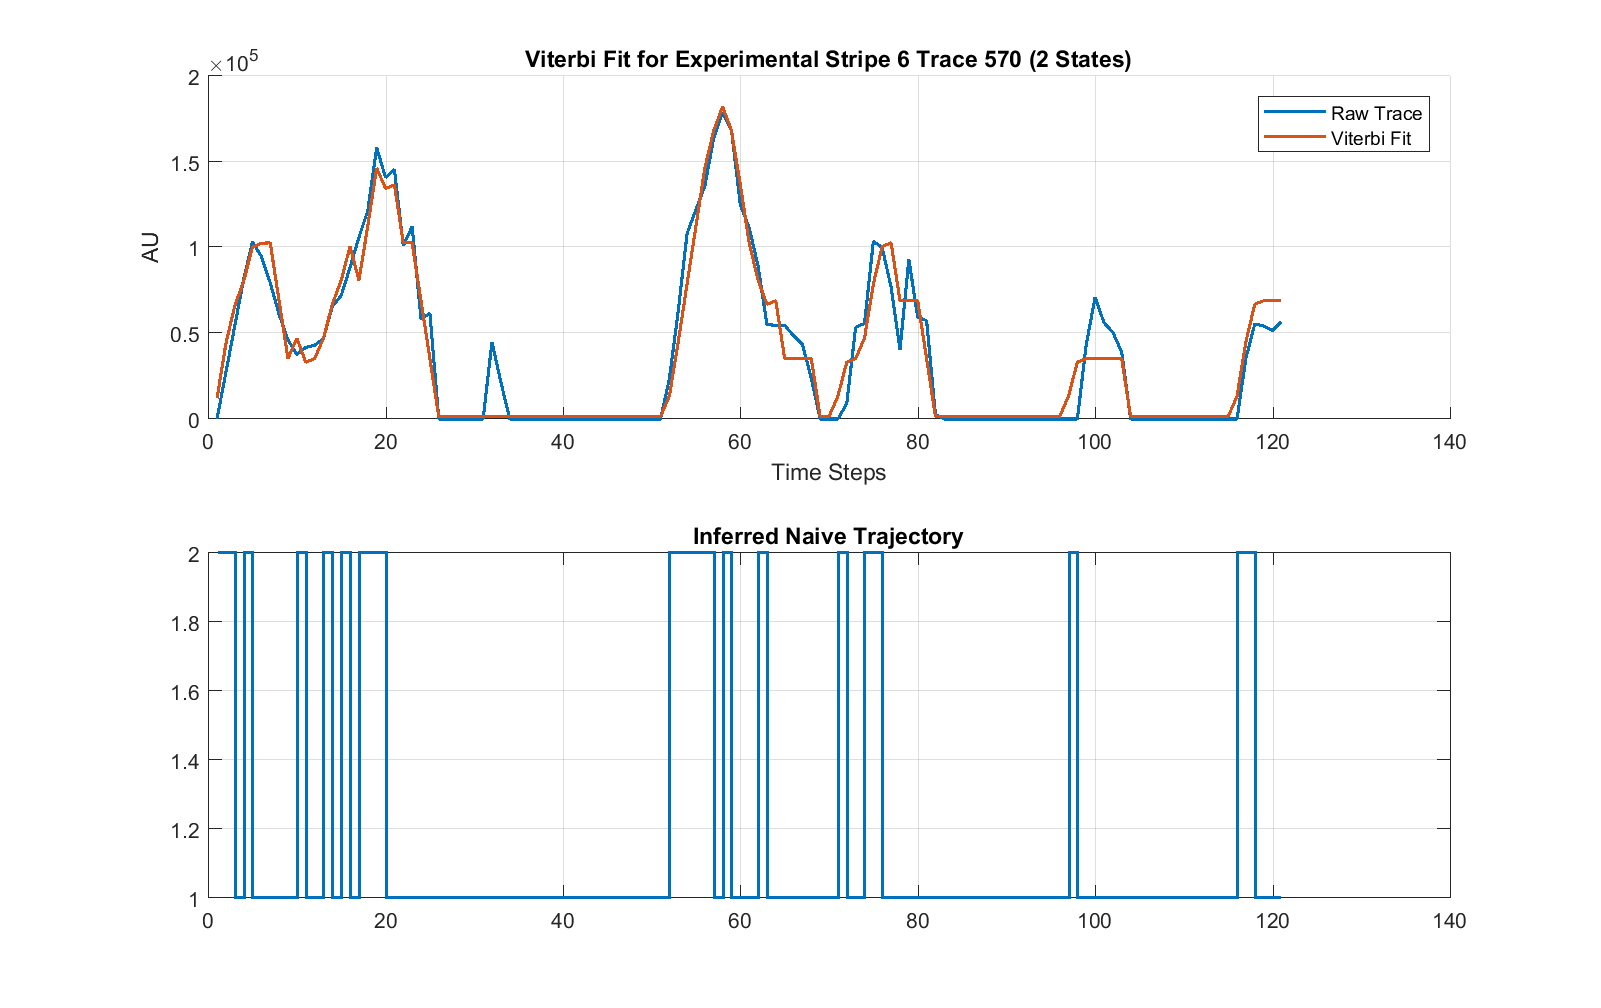 Viterbi Fit for Experimental Stripe 6 Trace 570 (2 States)
×10^5
2
1.5
1
0.5
0
AU
Raw Trace
Viterbi Fit
0 20 40 60 80 100 120 140
Time Steps
Inferred Naive Trajectory
2
1.8
1.6
1.4
1.2
1
0 20 40 60 80 100 120 140